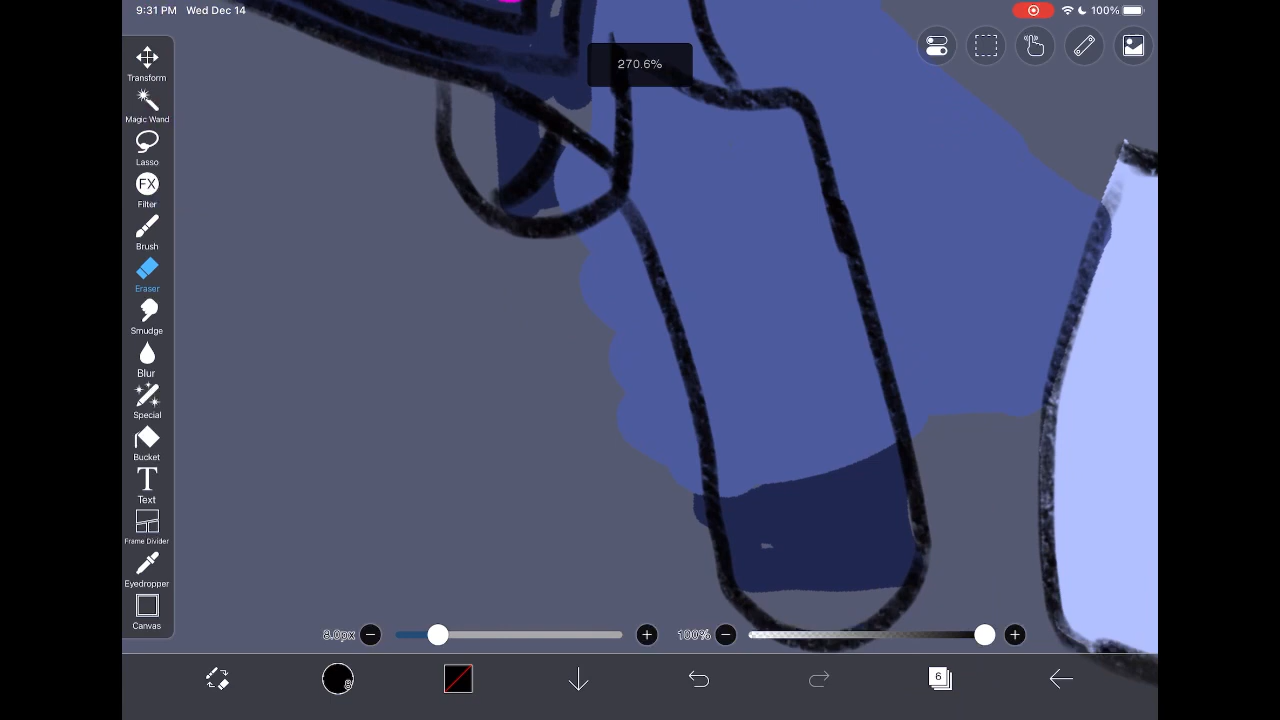 9:31 PM Wed Dec 14
100%
270.6%
Transform
Magic Wand
Lasso
FX
Filter
Brush
Eraser
Smudge
Blur
Special
Bucket
T
Text
Frame Divider
Eyedropper
Canvas
8.0px
100%
8
6